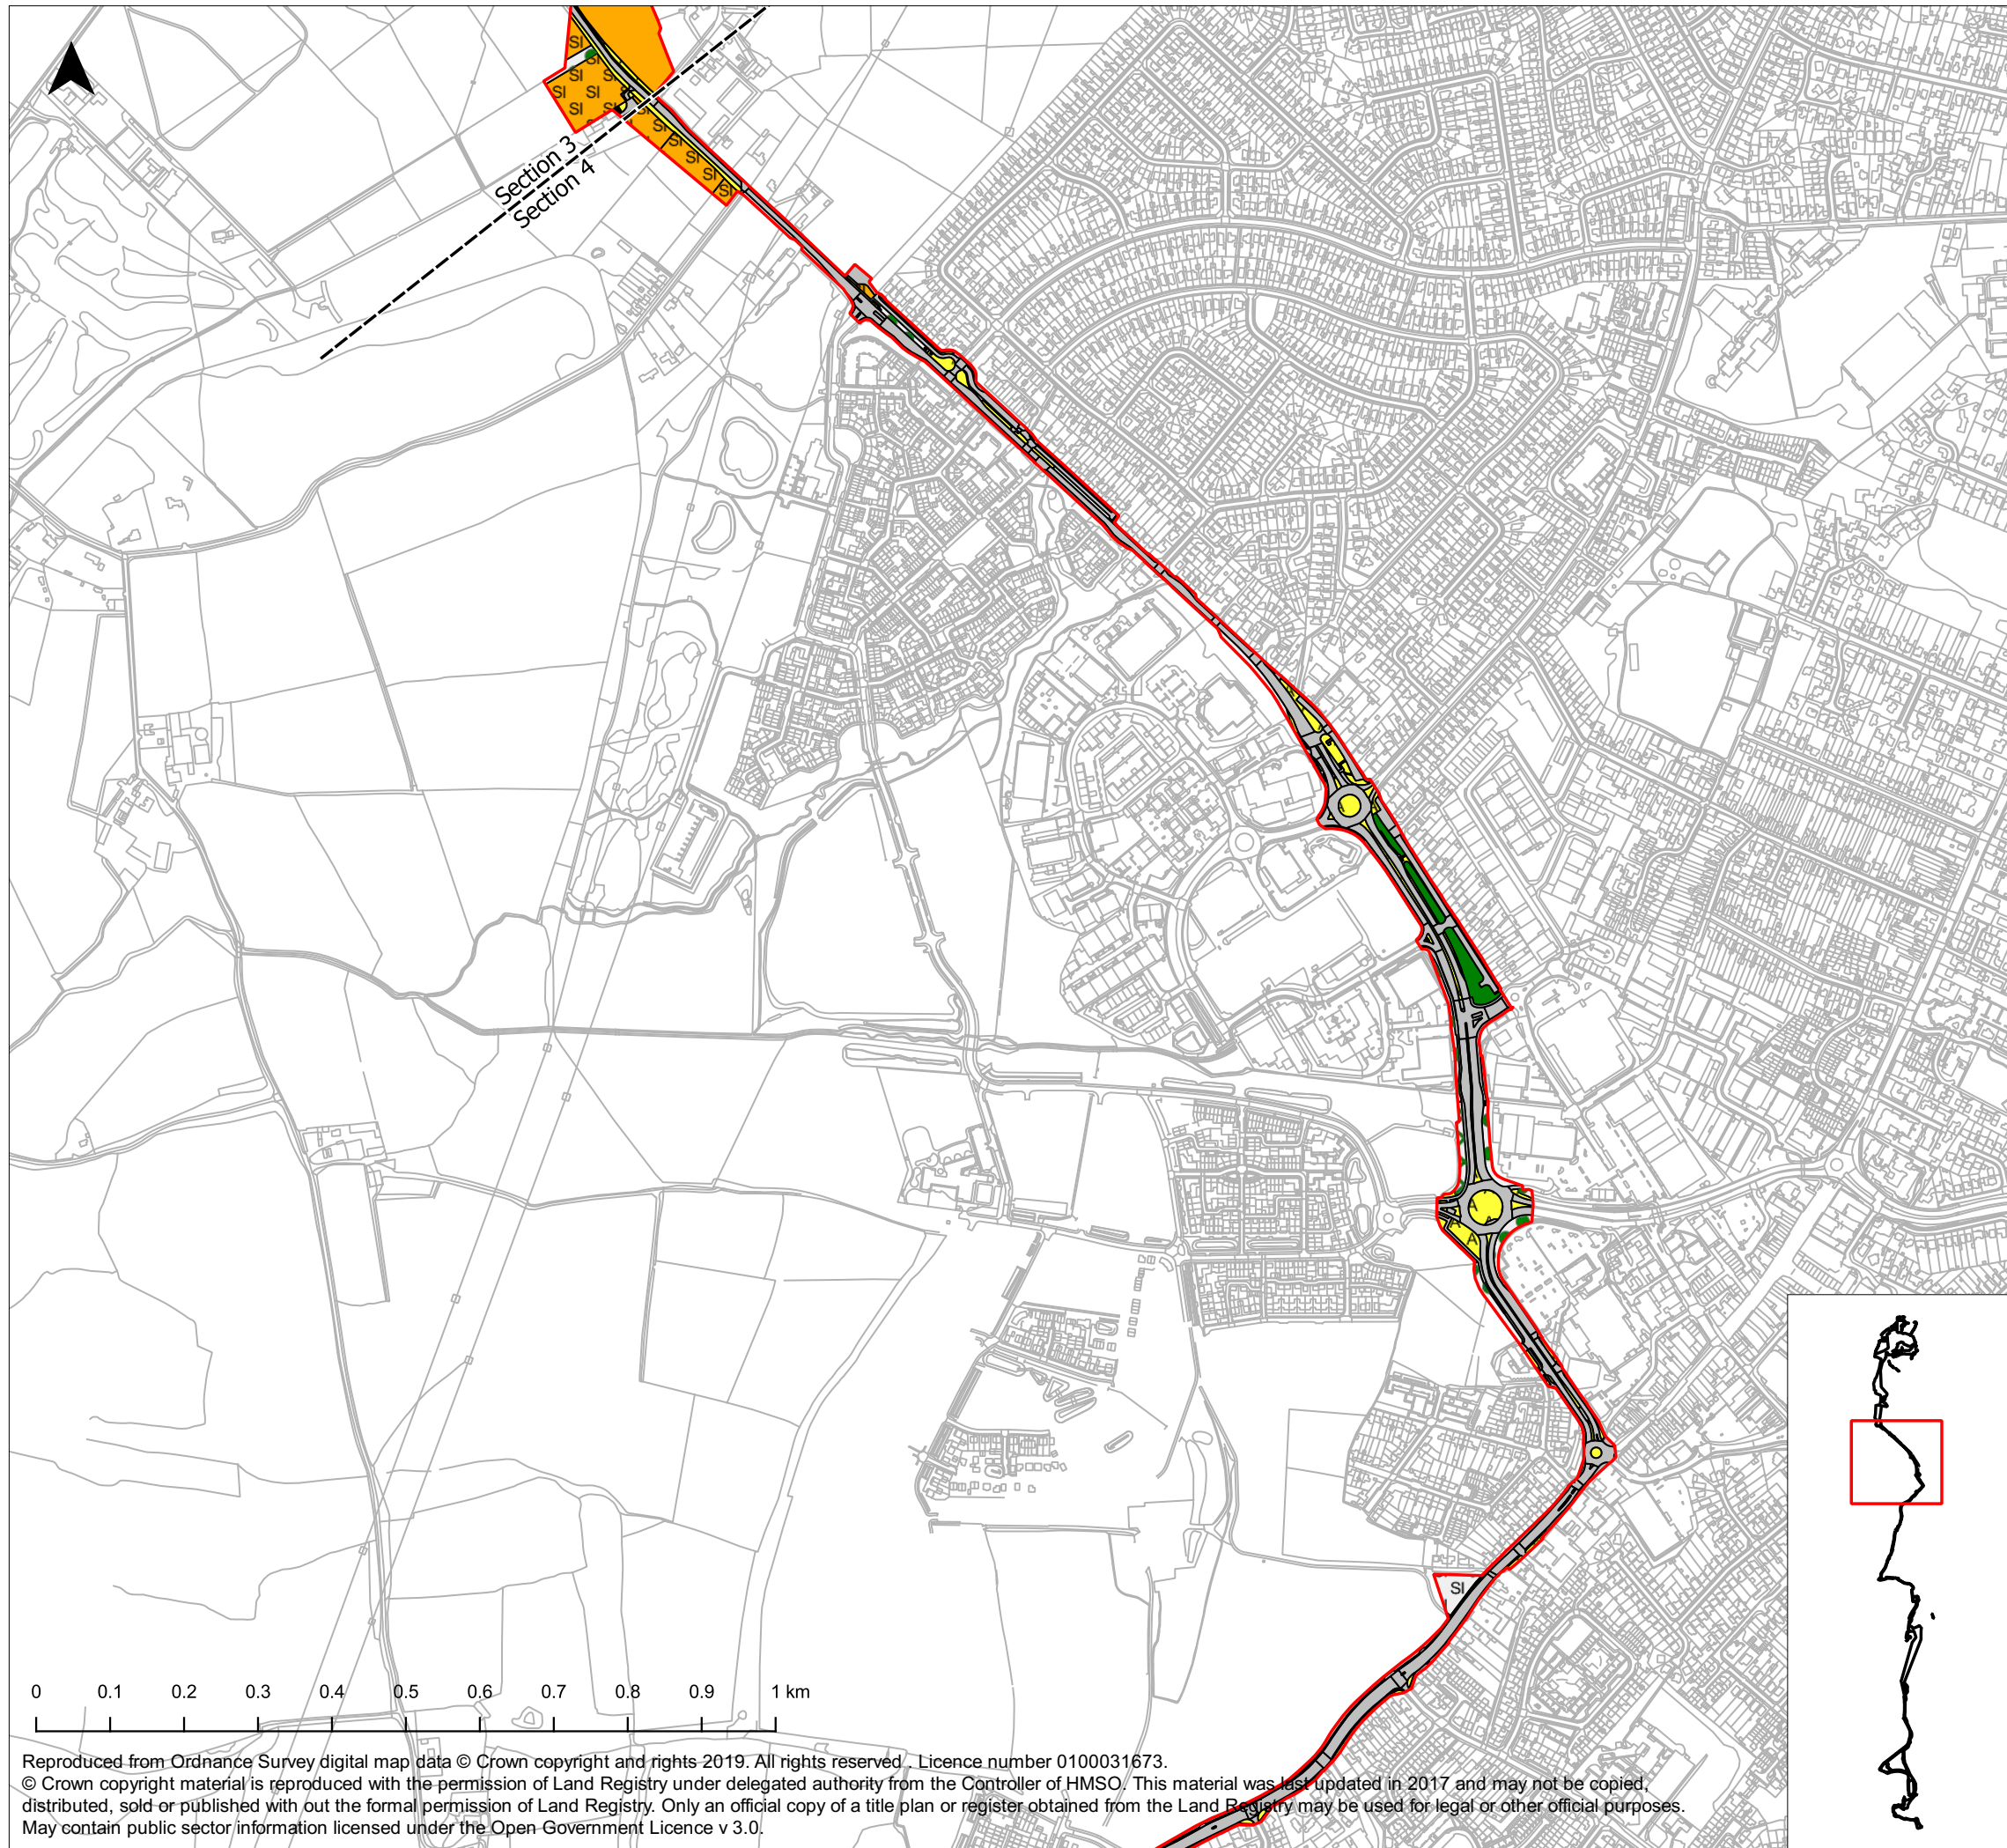 SI
SI
SI
SI
SI
SI
SI
SI
SI
SI
SI
SI
SI
SI
Section 3
Section 4
A
A
A
A
SI
0 0.1 0.2 0.3 0.4 0.5 0.6 0.7 0.8 0.9 1 km
Reproduced from Ordnance Survey digital map data © Crown copyright and rights 2019. All rights reserved . Licence number 0100031673.
© Crown copyright material is reproduced with the permission of Land Registry under delegated authority from the Controller of HMSO. This material was last updated in 2017 and may not be copied,
distributed, sold or published with out the formal permission of Land Registry. Only an official copy of a title plan or register obtained from the Land Registry may be used for legal or other official purposes.
May contain public sector information licensed under the Open Government Licence v 3.0.